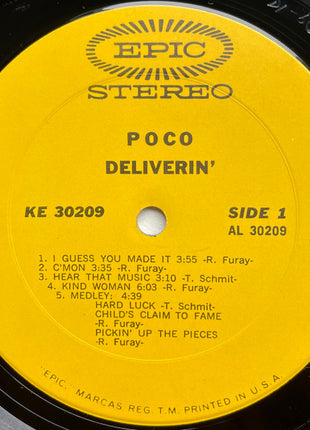 EPIC
STEREO
POCO
DELIVERIN'
KE 30209 SIDE 1
AL 30209
1. I GUESS YOU MADE IT 3:55 -R. Furay-
2. C'MON 3:35 -R. Furay-
3. HEAR THAT MUSIC 3:10 -T. Schmit-
4. KIND WOMAN 6:03 -R. Furay-
5. MEDLEY: 4:39
HARD LUCK -T. Schmit-
CHILD'S CLAIM TO FAME
-R. Furay-
PICKIN' UP THE PIECES
-R. Furay-
EPIC, MARCAS REG. T.M. PRINTED IN U.S.A.